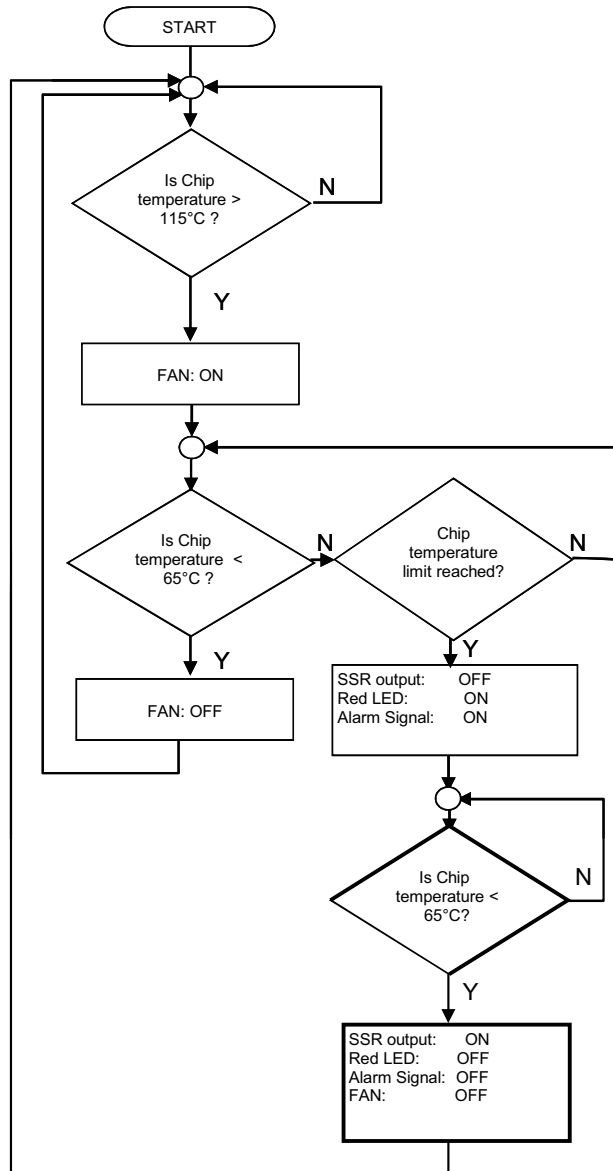 START
Is Chip
temperature >
115°C ?
N
Y
FAN: ON
Is Chip
temperature <
65°C ?
N
Chip
temperature
limit reached?
N
Y
Y
FAN: OFF
SSR output: OFF
Red LED: ON
Alarm Signal: ON
Is Chip
temperature <
65°C?
N
Y
SSR output: ON
Red LED: OFF
Alarm Signal: OFF
FAN: OFF